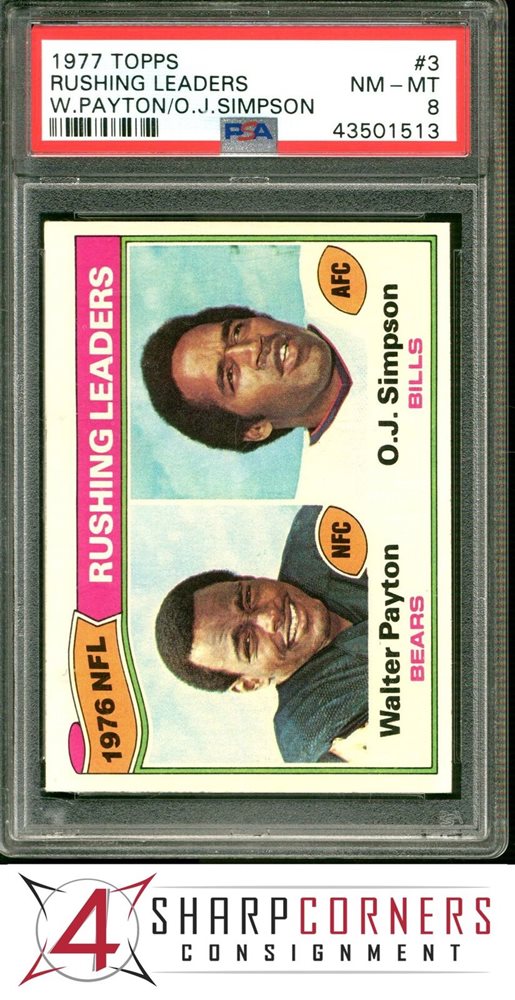 1977 TOPPS #3
RUSHING LEADERS NM – MT
W.PAYTON/O.J.SIMPSON 8
PSA 43501513
1976 NFL RUSHING LEADERS
NFC
AFC
Walter Payton
BEARS
O.J. Simpson
BILLS
4
SHARPCORNERS
CONSIGNMENT